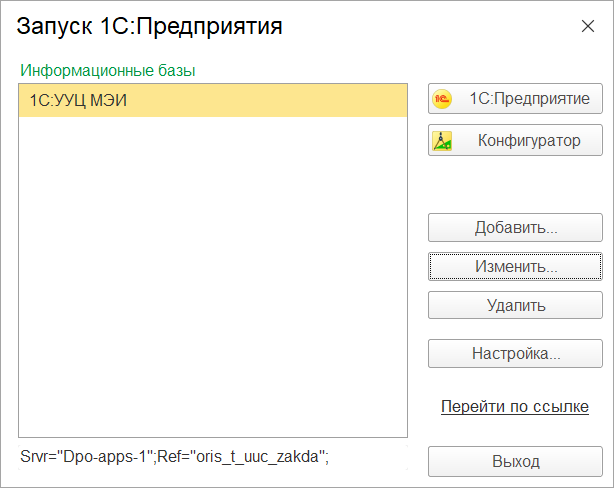 Запуск 1С:Предприятия
Информационные базы
1С:УУЦ МЭИ
1С:Предприятие
Конфигуратор
Добавить...
Изменить...
Удалить
Настройка...
Перейти по ссылке
Srvr="Dpo-apps-1";Ref="oris_t_uuc_zakda";
Выход